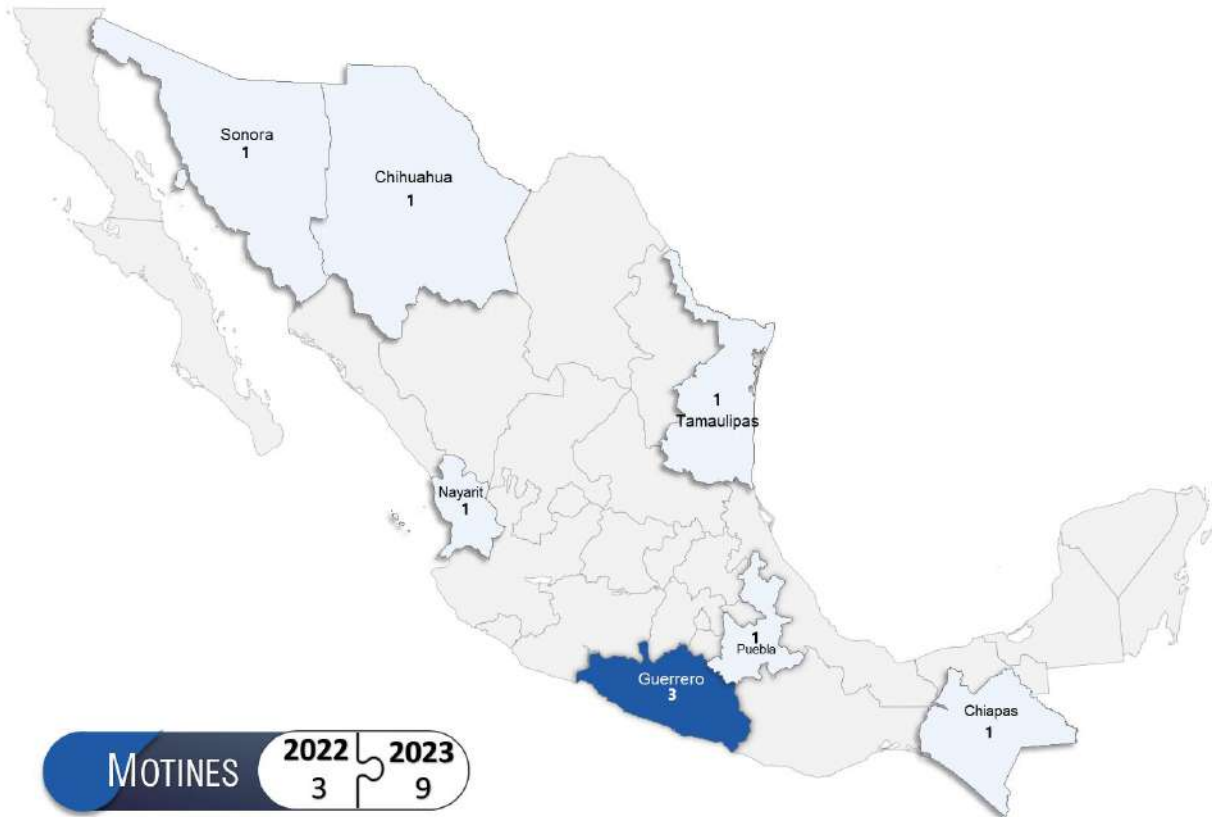 Sonora
1
Chihuahua
1
1
Tamaulipas
Nayarit
1
1
Puebla
Guerrero
3
Chiapas
1
MOTINES
2022 2023
3 9